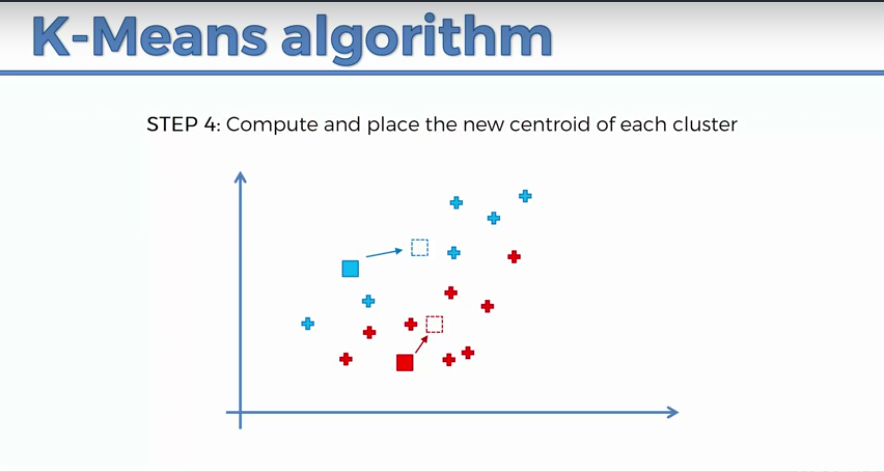 K-Means algorithm
STEP 4: Compute and place the new centroid of each cluster